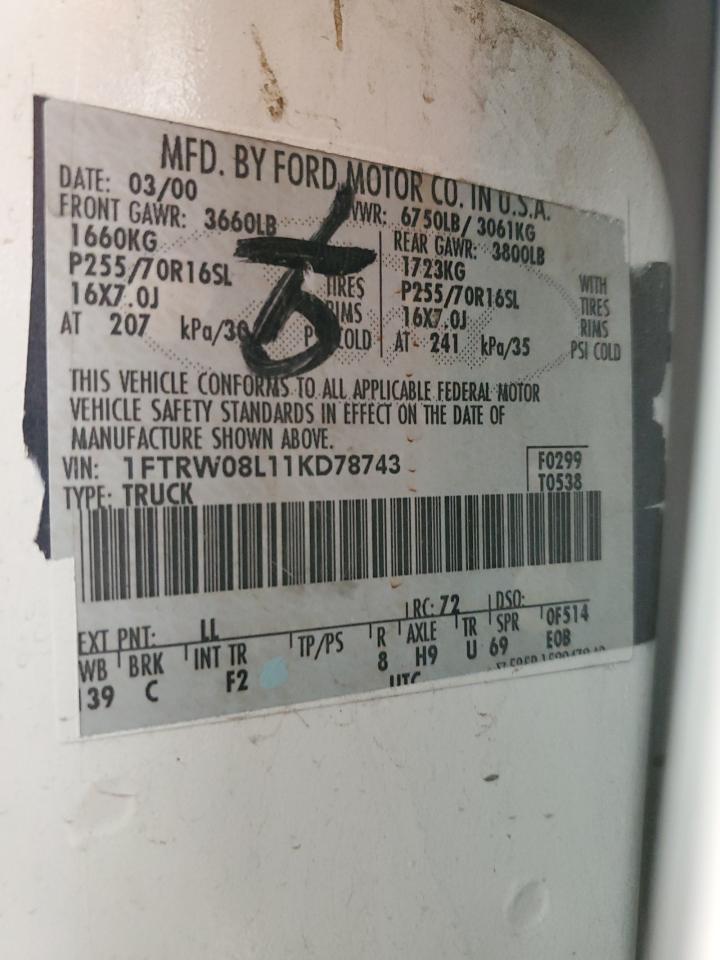 MFD. BY FORD MOTOR CO. IN U.S.A.
DATE: 03/00 VWR: 6750LB/ 3061KG
FRONT GAWR: 3660LB REAR GAWR: 3800LB
1660KG 1723KG
P255/70R16SL TIRES P255/70R16SL WITH TIRES
16X7.0J RIMS 16X7.0J RIMS
AT 207 kPa/30 COLD AT 241 kPa/35 PSI COLD
THIS VEHICLE CONFORMS TO ALL APPLICABLE FEDERAL MOTOR
VEHICLE SAFETY STANDARDS IN EFFECT ON THE DATE OF
MANUFACTURE SHOWN ABOVE.
VIN: 1FTRW08L11KD78743 F0299
TYPE: TRUCK T0538
EXT PNT: LL RC: 72 DSO:
WB BRK INT TR TP/PS R AXLE TR SPR 0F514
139 C F2 8 H9 U 69 E0B
UTC